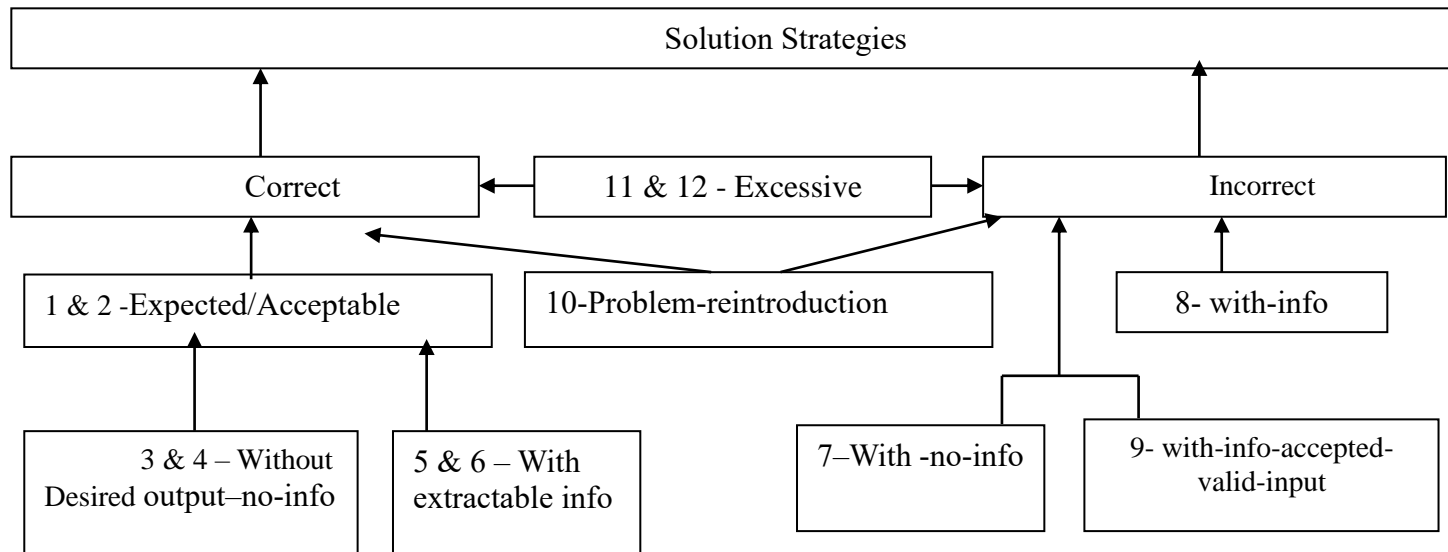 Solution Strategies
Correct
11 & 12 - Excessive
Incorrect
1 & 2 -Expected/Acceptable
10-Problem-reintroduction
8- with-info
3 & 4 – Without
Desired output–no-info
5 & 6 – With
extractable info
7–With -no-info
9- with-info-accepted-
valid-input